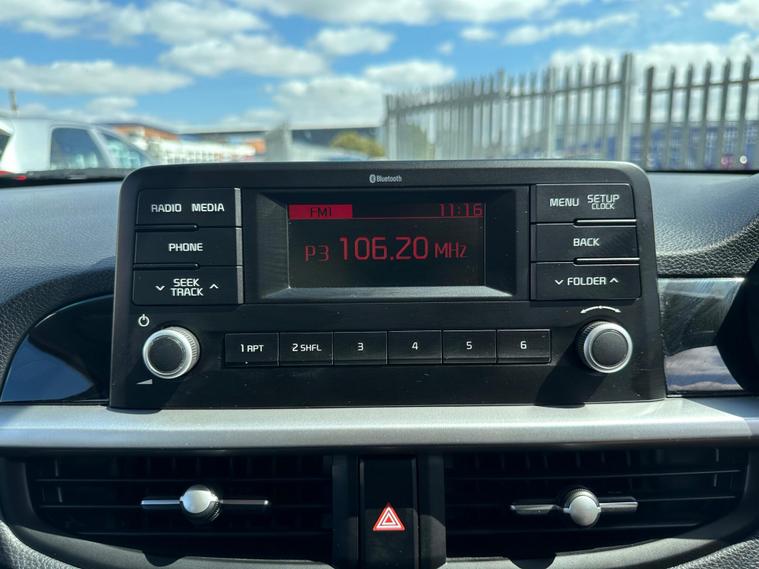 Bluetooth
RADIO MEDIA
FM1 11:16
MENU SETUP
CLOCK
PHONE
P3 106.20 MHz
BACK
SEEK
TRACK
FOLDER
1 APT 2 SHFL 3 4 5 6